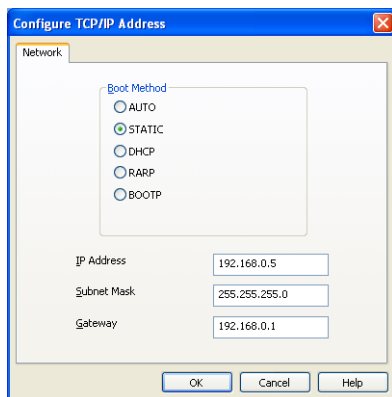 Configure TCP/IP Address
Network
Boot Method
AUTO
STATIC
DHCP
RARP
BOOTP
IP Address 192.168.0.5
Subnet Mask 255.255.255.0
Gateway 192.168.0.1
OK Cancel Help